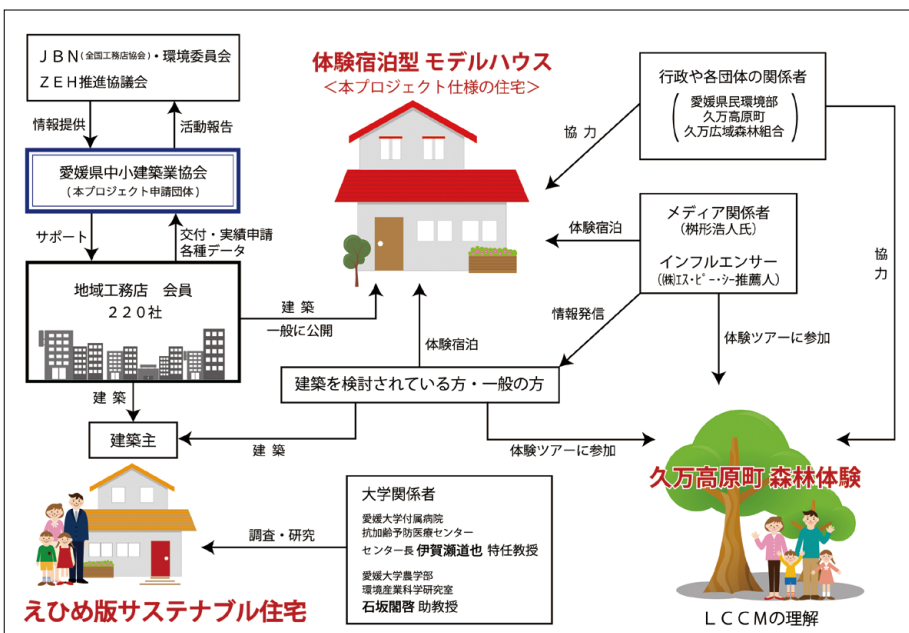 ＪＢＮ(全国工務店協会)・環境委員会
ＺＥＨ推進協議会
情報提供
活動報告
愛媛県中小建築業協会
(本プロジェクト申請団体)
サポート
交付・実績申請
各種データ
地域工務店　会員
２２０社
建 築
建築主
体験宿泊型 モデルハウス
＜本プロジェクト仕様の住宅＞
建 築
一般に公開
体験宿泊
建築を検討されている方・一般の方
建 築
体験ツアーに参加
行政や各団体の関係者
(愛媛県民環境部
久万高原町
久万広域森林組合)
協 力
協力
メディア関係者
(桝形浩人氏)
インフルエンサー
(㈱ｴｽ・ﾋﾟｰ・ｼｰ推薦人)
体験宿泊
情報発信
体験ツアーに参加
久万高原町 森林体験
ＬＣＣＭの理解
大学関係者
愛媛大学付属病院
抗加齢予防医療センター
センター長 伊賀瀬道也 特任教授
愛媛大学農学部
環境産業科学研究室
石坂閣啓 助教授
調査・研究
えひめ版サステナブル住宅